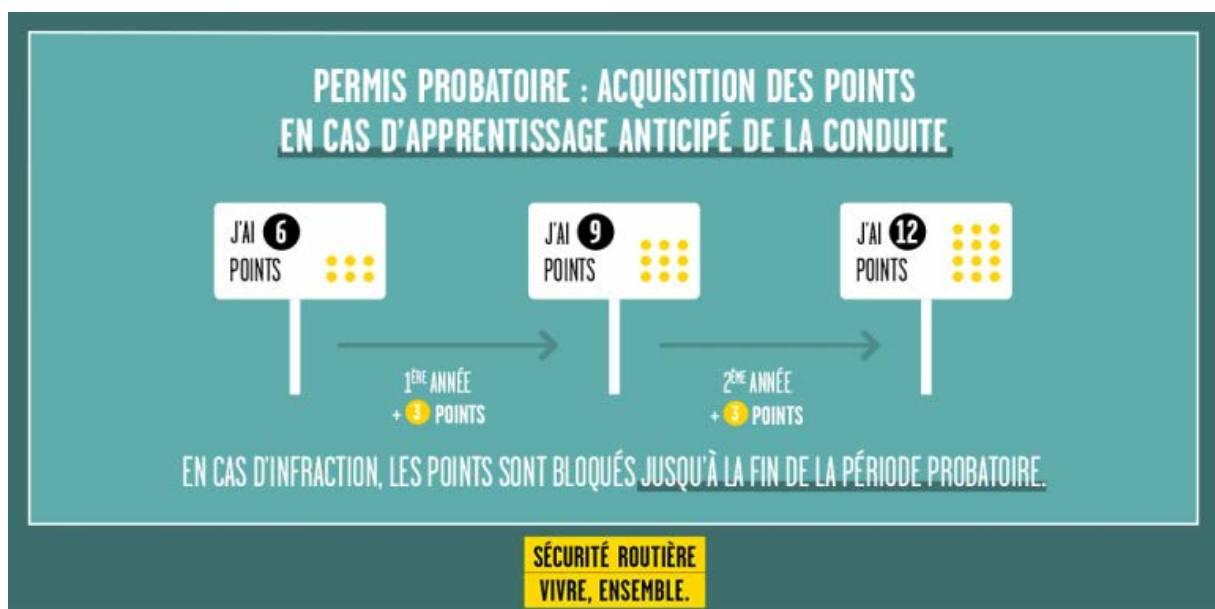 PERMIS PROBATOIRE : ACQUISITION DES POINTS
EN CAS D'APPRENTISSAGE ANTICIPÉ DE LA CONDUITE
J'AI 6
POINTS
J'AI 9
POINTS
J'AI 12
POINTS
1ÈRE ANNÉE
+ 3 POINTS
2ÈME ANNÉE
+ 3 POINTS
EN CAS D'INFRACTION, LES POINTS SONT BLOQUÉS JUSQU'À LA FIN DE LA PÉRIODE PROBATOIRE.
SÉCURITÉ ROUTIÈRE
VIVRE, ENSEMBLE.